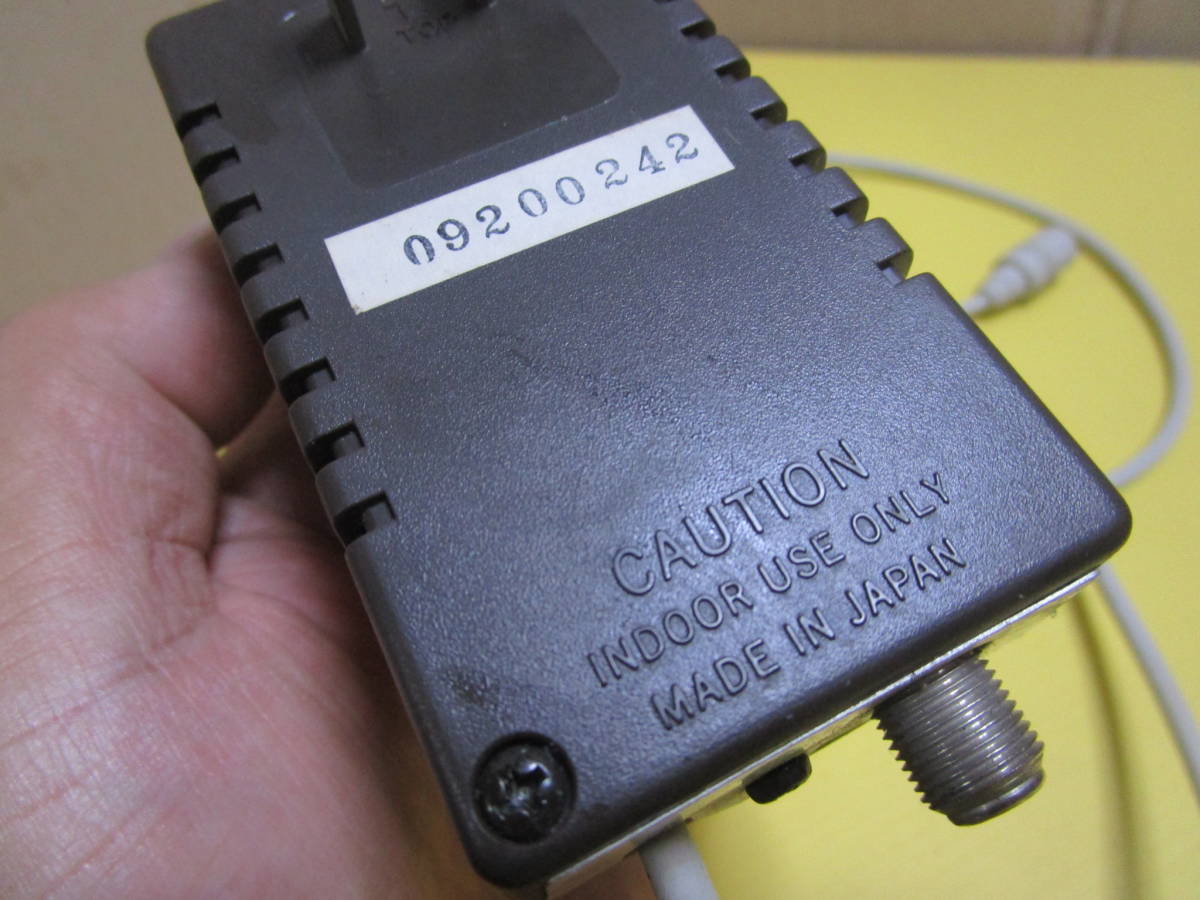 09200242
CAUTION
INDOOR USE ONLY
MADE IN JAPAN